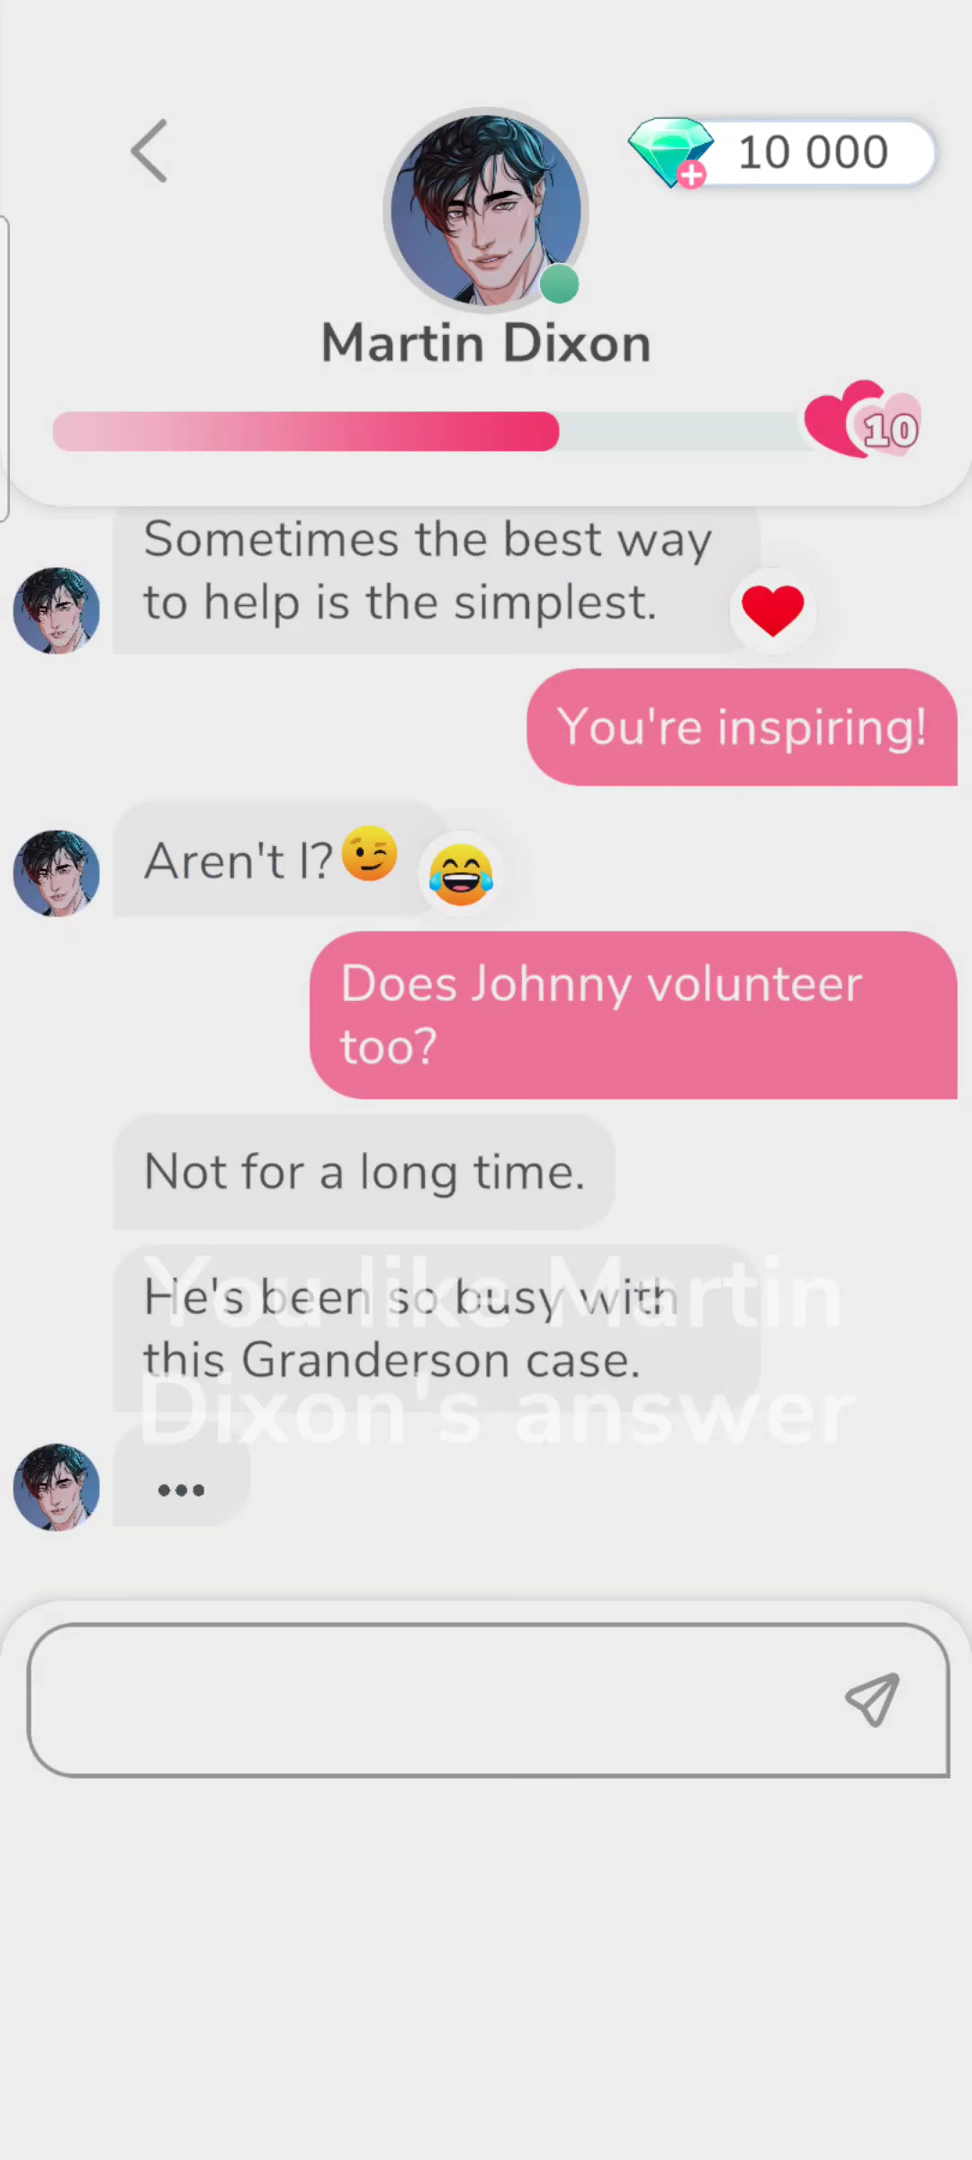 10 000
Martin Dixon
10
Sometimes the best way
to help is the simplest.
You're inspiring!
Aren't I?😉
Does Johnny volunteer
too?
Not for a long time.
He's been so busy with
this Granderson case.
You like Martin
Dixon's answer
...